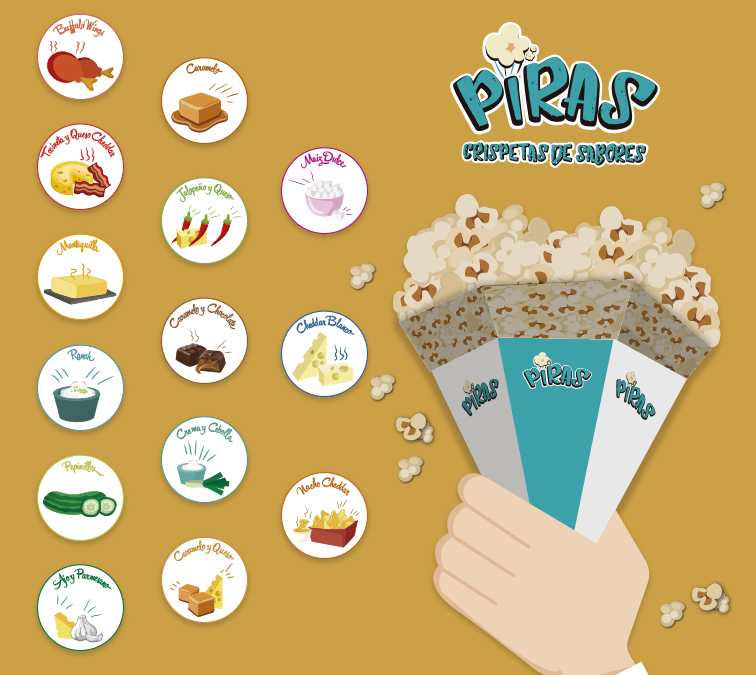 Buffalo Wings
Tocineta y Queso Cheddar
Mantequilla
Ranch
Pepinillos
Ajo y Parmesano
Caramelo
Jalapeño y Queso
Caramelo y Chocolate
Crema y Cebolla
Caramelo y Queso
Maiz Dulce
Cheddar Blanco
Nacho Cheddar
PIRAS
CRISPETAS DE SABORES
PIRAS
PIRAS
PIRAS